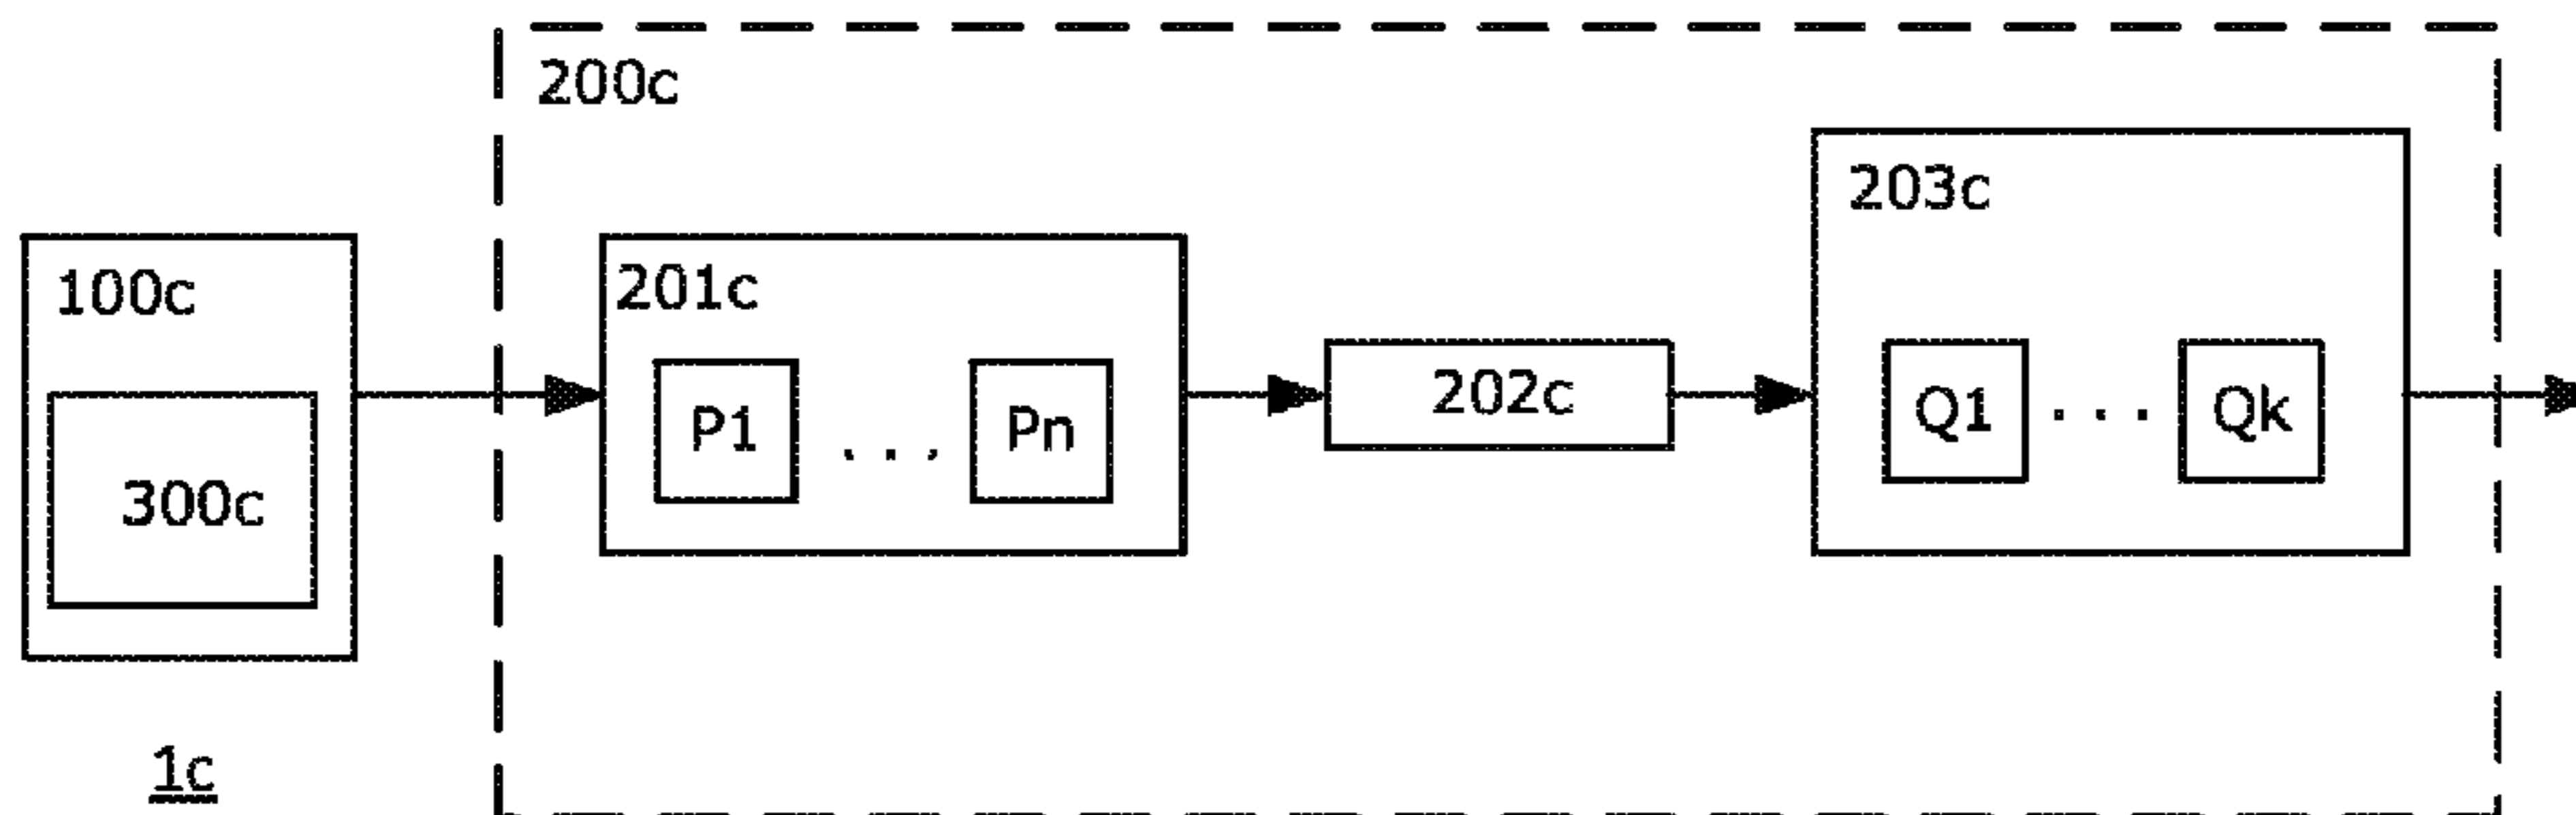 200c
203c
100c
201c
300c
P1 . . . Pn
202c
Q1 . . . Qk
1c